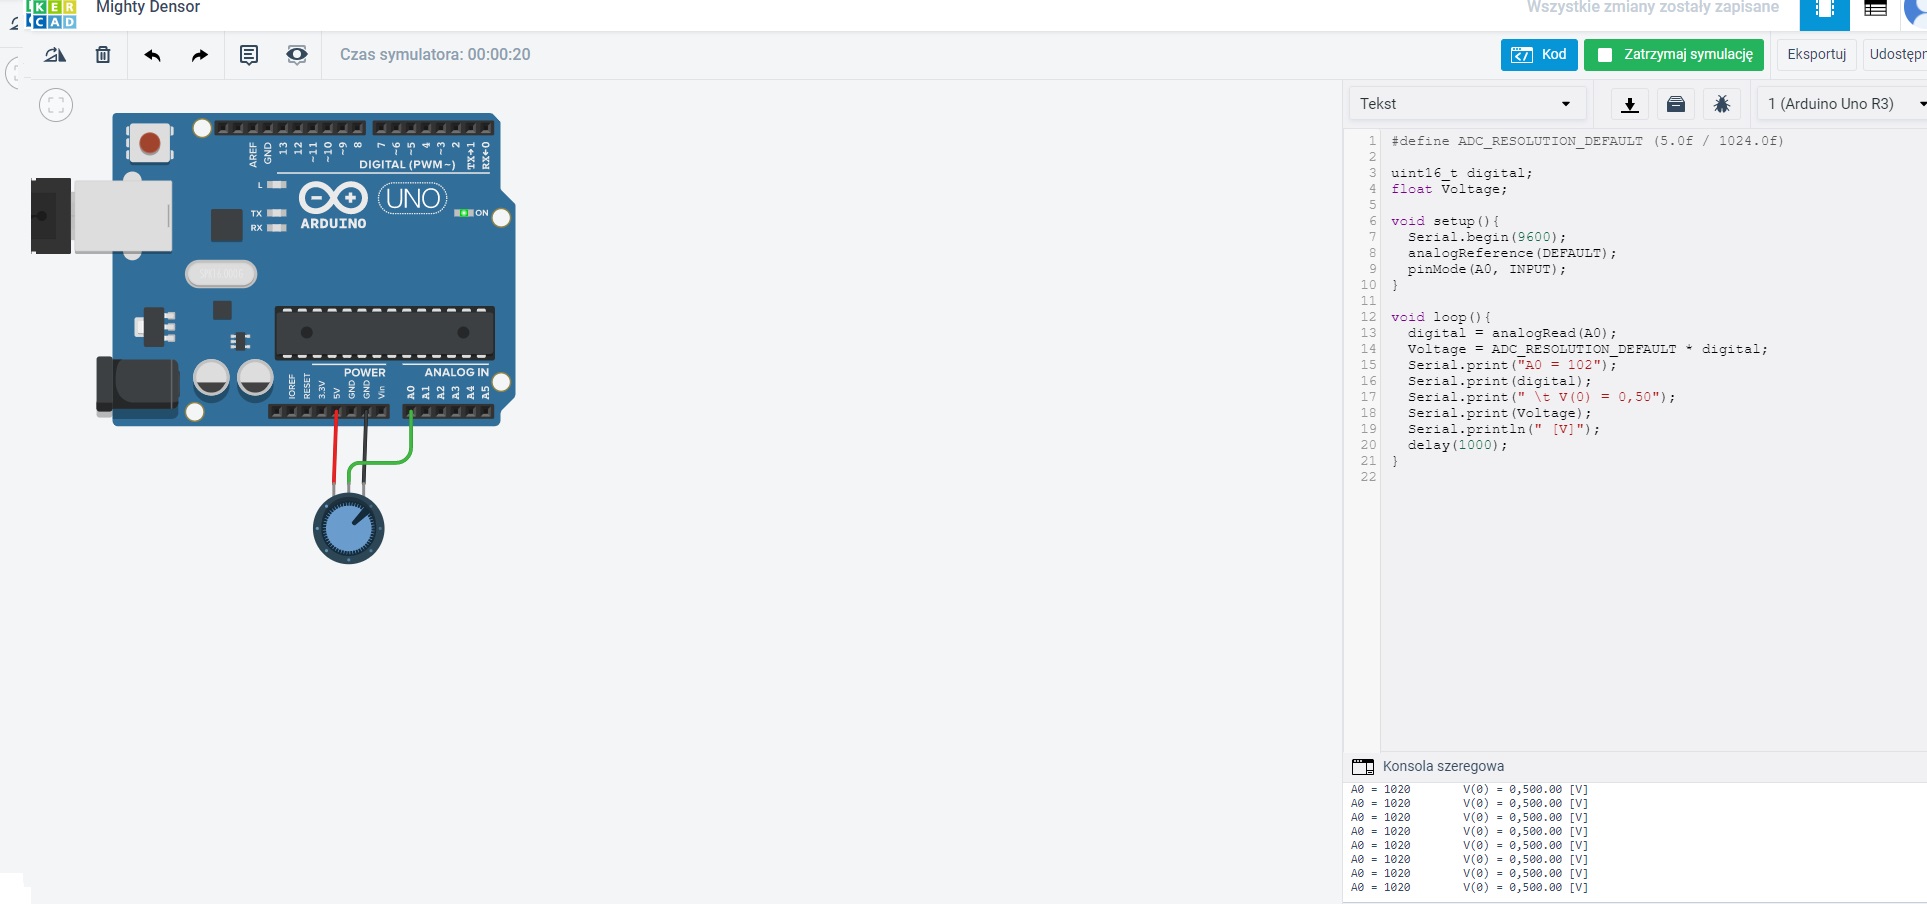 KER
CAD
Mighty Densor
Wszystkie zmiany zostały zapisane
Czas symulatora: 00:00:20
Kod
Zatrzymaj symulację
Eksportuj
Udostępn
Tekst
1 (Arduino Uno R3)
AREF
GND
13
12
~11
~10
~9
8
7
~6
~5
4
~3
2
TX→1
RX←0
DIGITAL (PWM~)
L
TX
RX
ARDUINO
UNO
ON
POWER
ANALOG IN
IOREF
RESET
3.3V
5V
GND
GND
Vin
A0
A1
A2
A3
A4
A5
1 #define ADC_RESOLUTION_DEFAULT (5.0f / 1024.0f)
2
3 uint16_t digital;
4 float Voltage;
5
6 void setup(){
7 Serial.begin(9600);
8 analogReference(DEFAULT);
9 pinMode(A0, INPUT);
10 }
11
12 void loop(){
13 digital = analogRead(A0);
14 Voltage = ADC_RESOLUTION_DEFAULT * digital;
15 Serial.print("A0 = 102");
16 Serial.print(digital);
17 Serial.print(" \t V(0) = 0,50");
18 Serial.print(Voltage);
19 Serial.println(" [V]");
20 delay(1000);
21 }
22
Konsola szeregowa
A0 = 1020 V(0) = 0,500.00 [V]
A0 = 1020 V(0) = 0,500.00 [V]
A0 = 1020 V(0) = 0,500.00 [V]
A0 = 1020 V(0) = 0,500.00 [V]
A0 = 1020 V(0) = 0,500.00 [V]
A0 = 1020 V(0) = 0,500.00 [V]
A0 = 1020 V(0) = 0,500.00 [V]
A0 = 1020 V(0) = 0,500.00 [V]